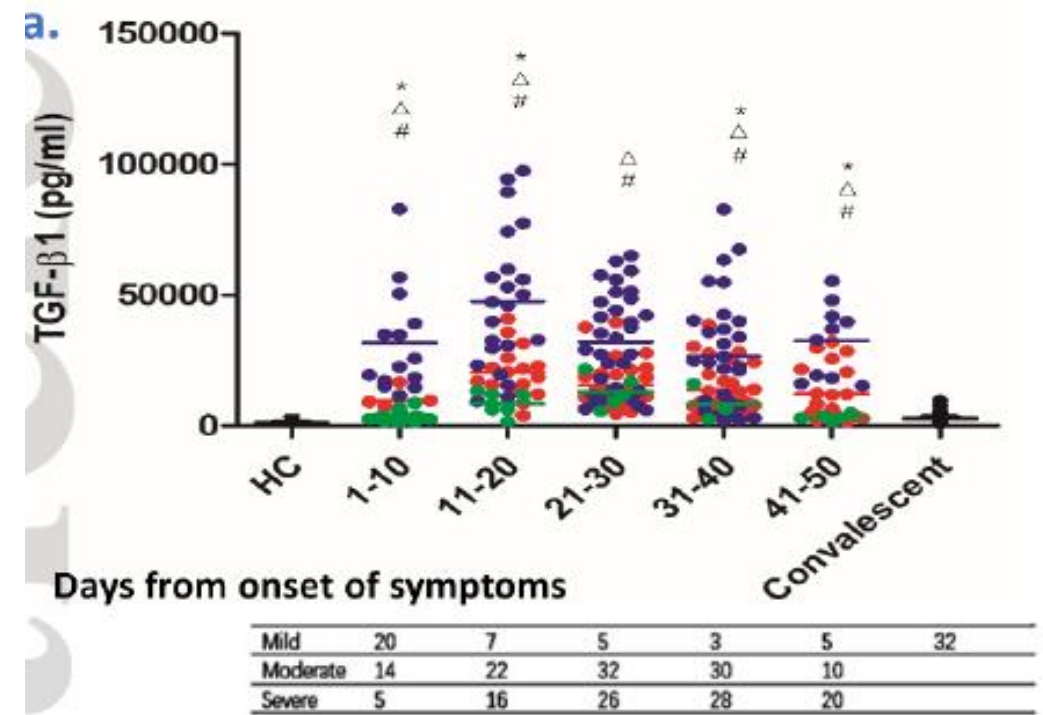 a.
TGF-β1 (pg/ml)
150000
100000
50000
0
*
△
#
*
△
#
△
#
*
△
#
*
△
#
HC
1-10
11-20
21-30
31-40
41-50
Convalescent
Days from onset of symptoms
Mild 20 7 5 3 5 32
Moderate 14 22 32 30 10
Severe 5 16 26 28 20